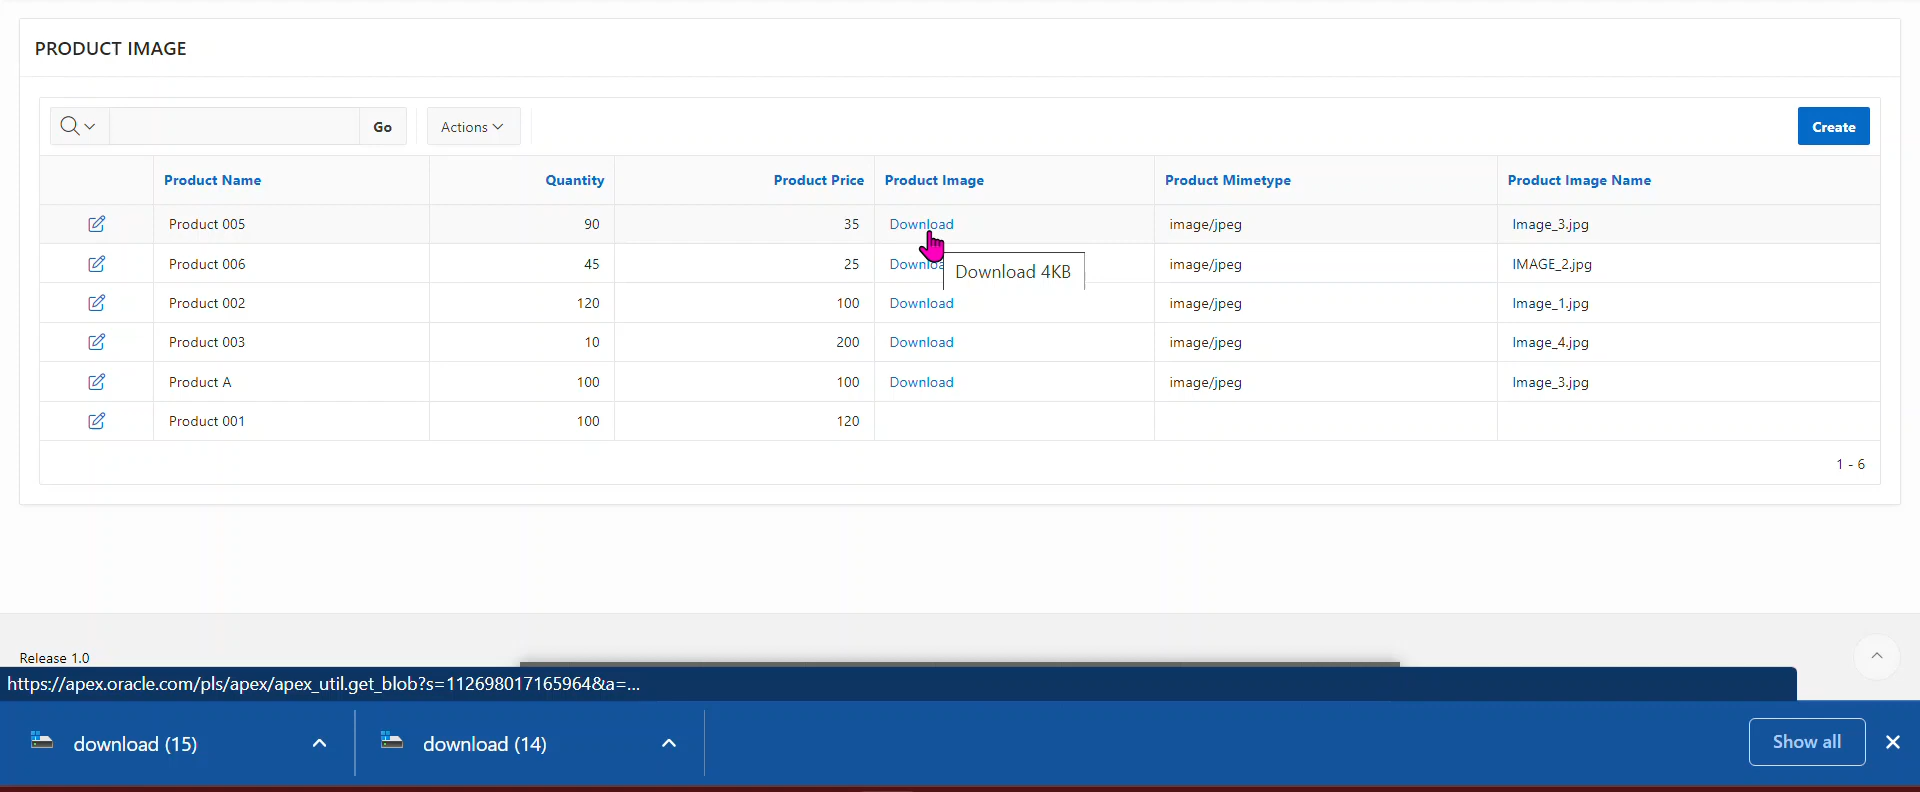 PRODUCT IMAGE
Go Actions Create
Product Name Quantity Product Price Product Image Product Mimetype Product Image Name
Product 005 90 35 Download image/jpeg Image_3.jpg
Product 006 45 25 image/jpeg IMAGE_2.jpg
Download 4KB
Product 002 120 100 Download image/jpeg Image_1.jpg
Product 003 10 200 Download image/jpeg Image_4.jpg
Product A 100 100 Download image/jpeg Image_3.jpg
Product 001 100 120
1 - 6
Release 1.0
https://apex.oracle.com/pls/apex/apex_util.get_blob?s=112698017165964&a=...
download (15) download (14) Show all